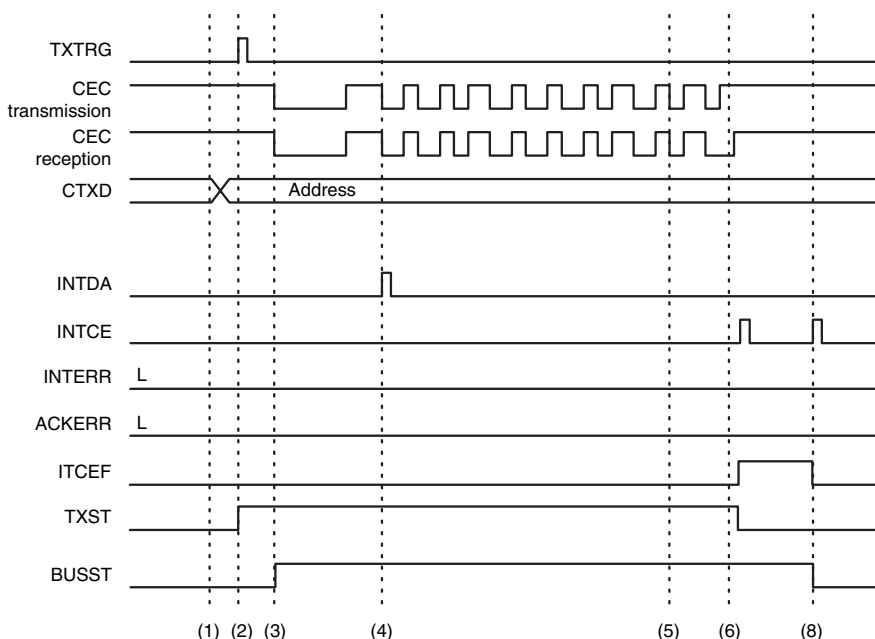 TXTRG
CEC
transmission
CEC
reception
CTXD
Address
INTDA
INTCE
INTERR
L
ACKERR
L
ITCEF
TXST
BUSST
(1) (2) (3) (4) (5) (6) (8)